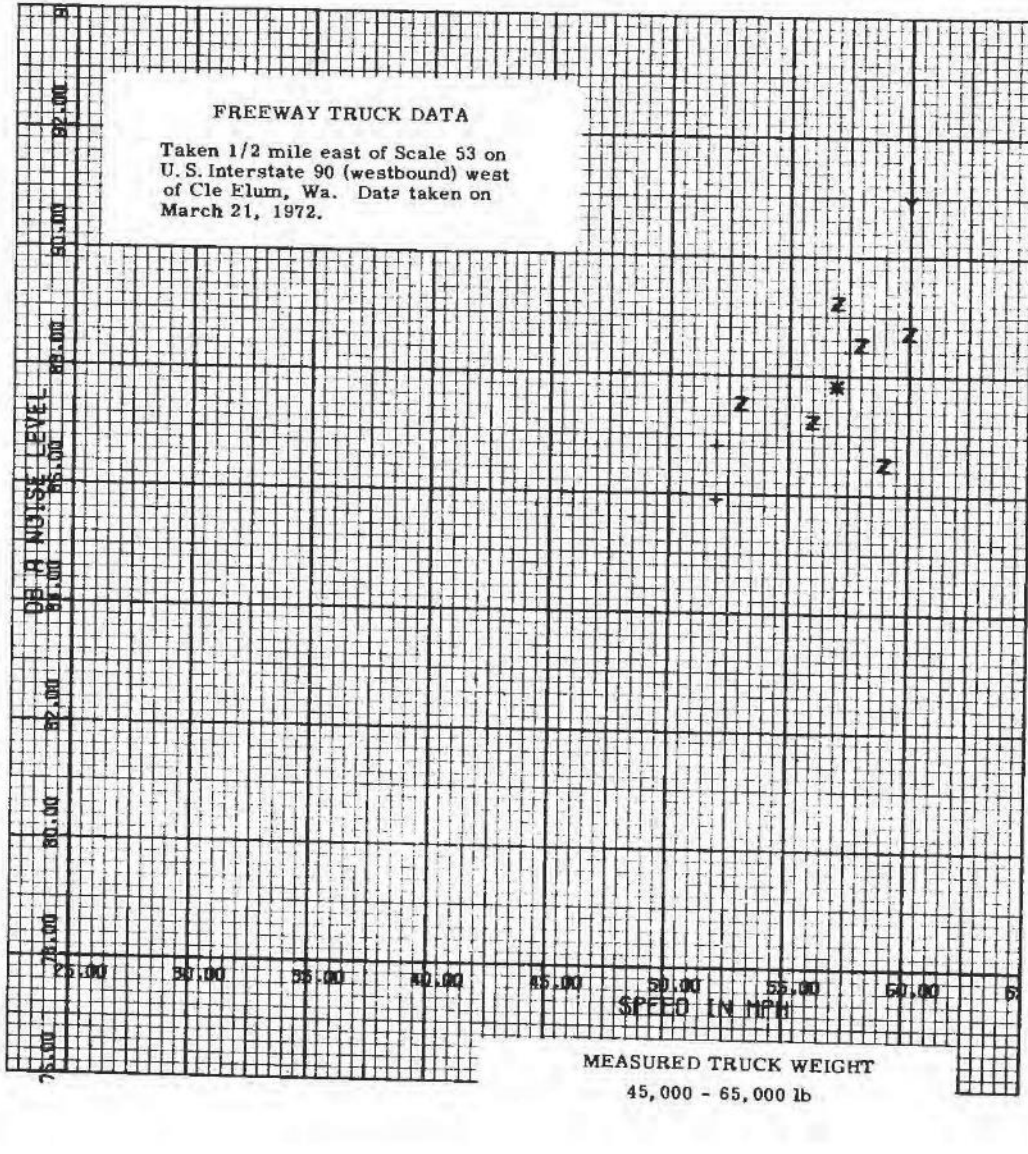 FREEWAY TRUCK DATA
Taken 1/2 mile east of Scale 53 on
U. S. Interstate 90 (westbound) west
of Cle Elum, Wa. Data taken on
March 21, 1972.
92.00
90.00
88.00
86.00
84.00
82.00
80.00
78.00
76.00
DB A NOISE LEVEL
25.00 30.00 35.00 40.00 45.00 50.00 55.00 60.00
SPEED IN MPH
MEASURED TRUCK WEIGHT
45,000 - 65,000 lb